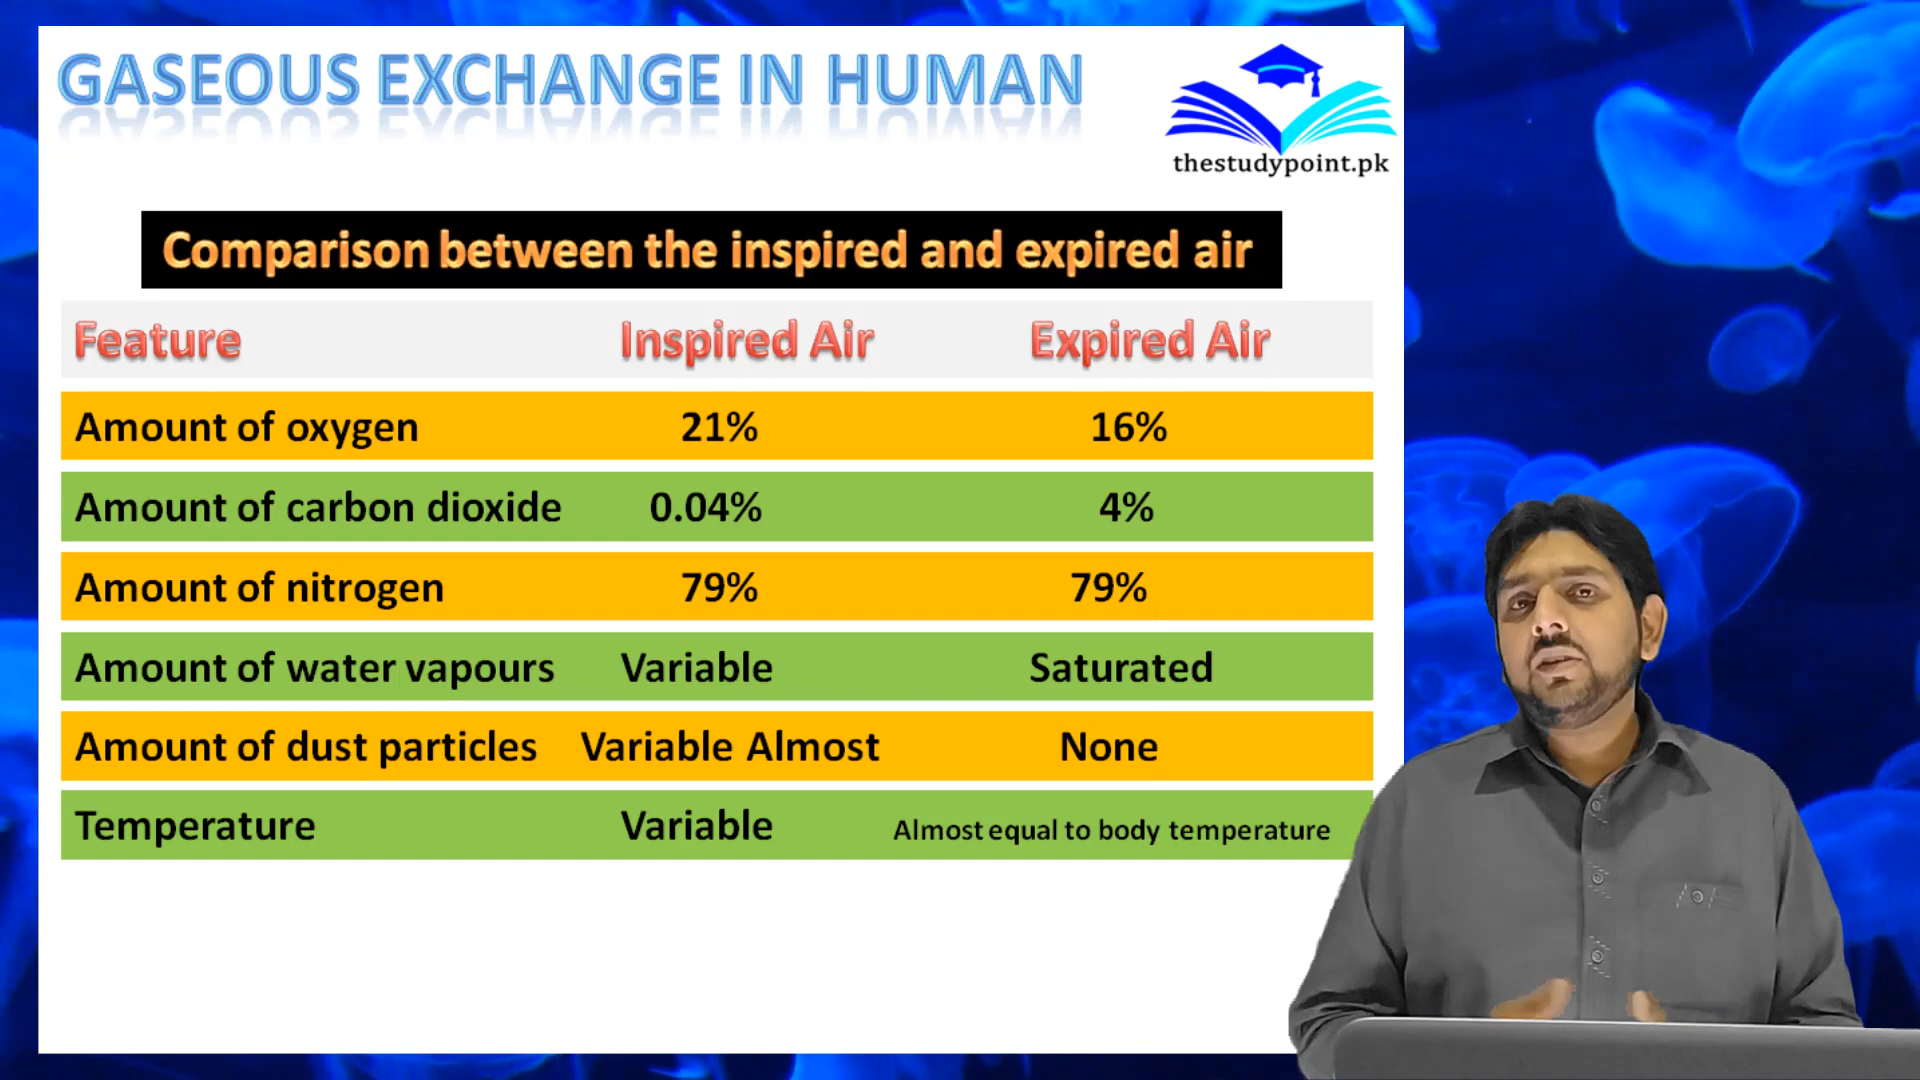 GASEOUS EXCHANGE IN HUMAN
thestudypoint.pk
Comparison between the inspired and expired air
Feature Inspired Air Expired Air
Amount of oxygen 21% 16%
Amount of carbon dioxide 0.04% 4%
Amount of nitrogen 79% 79%
Amount of water vapours Variable Saturated
Amount of dust particles Variable Almost None
Temperature Variable Almost equal to body temperature